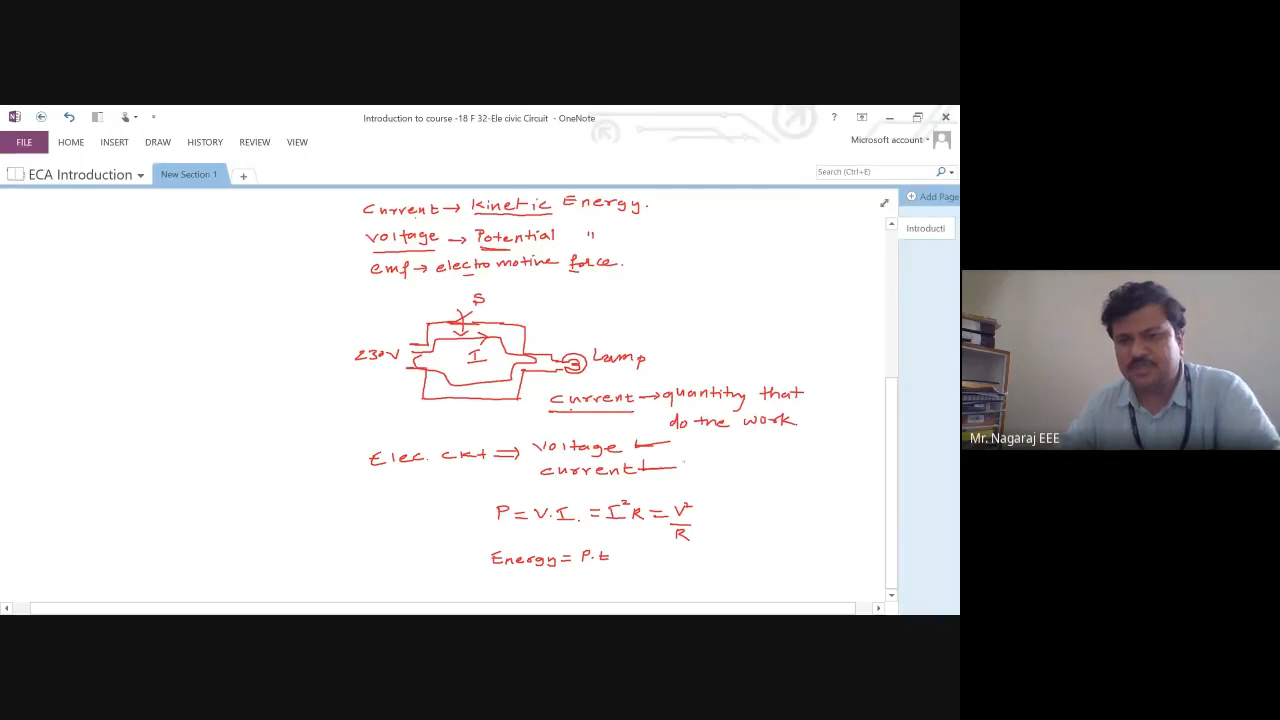 Introduction to course -18 F 32-Ele civic Circuit - OneNote
?
FILE HOME INSERT DRAW HISTORY REVIEW VIEW
Microsoft account
ECA Introduction New Section 1
Search (Ctrl+E)
Add Page
Introducti
Current → Kinetic Energy.
Voltage → Potential "
emf → electromotive force.
S
230V
I
Lamp
current → quantity that
do the work
Elec. ckt ⇒ voltage
current
P = V.I. = I²R = V²/R
Energy = P.t
Mr. Nagaraj EEE